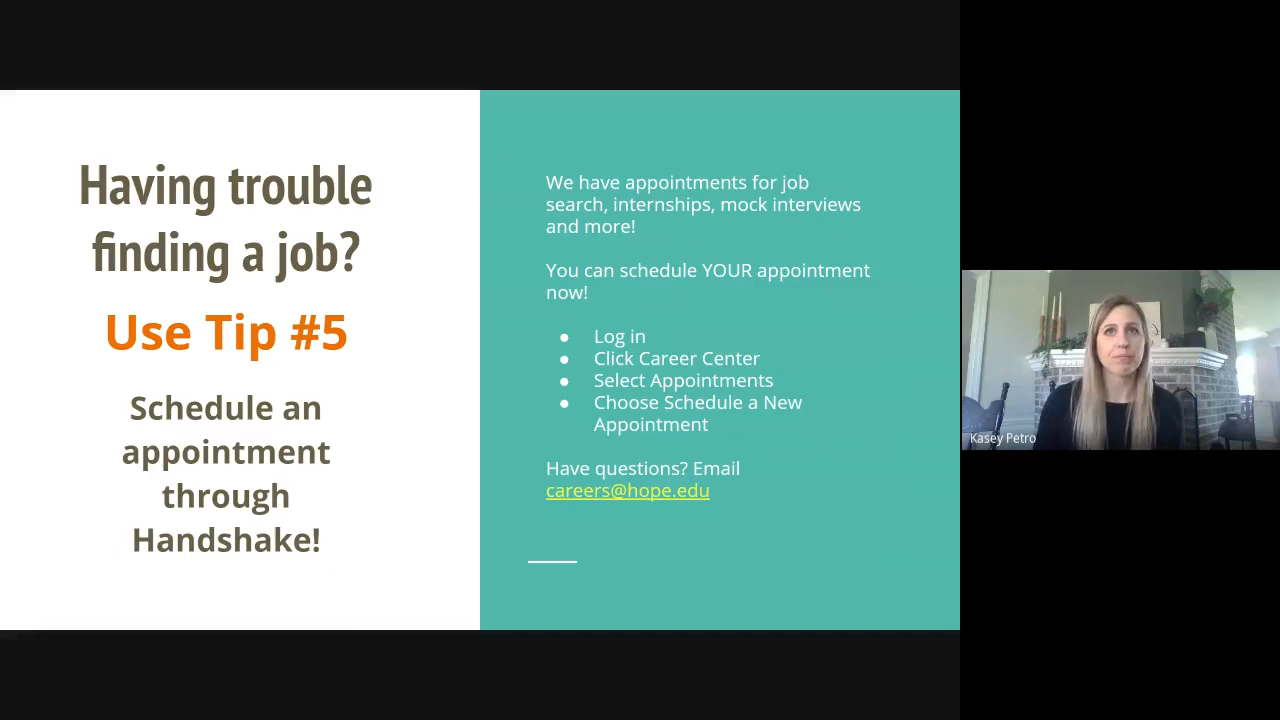 Having trouble
finding a job?
Use Tip #5
Schedule an
appointment
through
Handshake!
We have appointments for job
search, internships, mock interviews
and more!
You can schedule YOUR appointment
now!
● Log in
● Click Career Center
● Select Appointments
● Choose Schedule a New
Appointment
Have questions? Email
careers@hope.edu
Kasey Petro